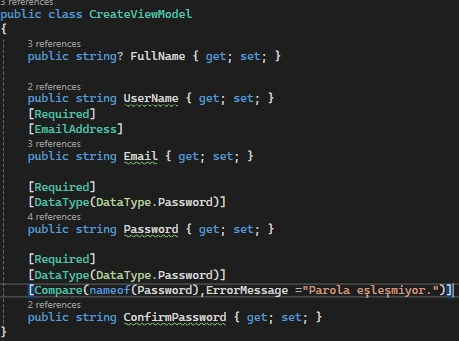 3 references
public class CreateViewModel
{
3 references
public string? FullName { get; set; }
2 references
public string UserName { get; set; }
[Required]
[EmailAddress]
3 references
public string Email { get; set; }
[Required]
[DataType(DataType.Password)]
4 references
public string Password { get; set; }
[Required]
[DataType(DataType.Password)]
[Compare(nameof(Password),ErrorMessage ="Parola eşleşmiyor.")]
2 references
public string ConfirmPassword { get; set; }
}